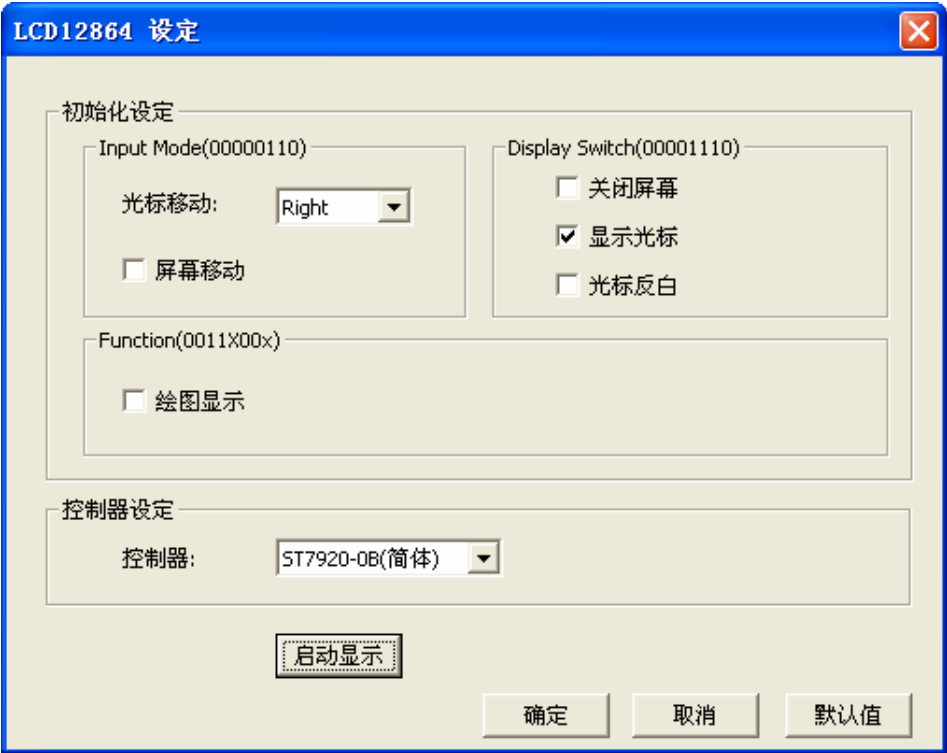 LCD12864 设定
初始化设定
Input Mode(00000110)
光标移动:
Right
屏幕移动
Display Switch(00001110)
关闭屏幕
显示光标
光标反白
Function(0011X00x)
绘图显示
控制器设定
控制器:
ST7920-0B(简体)
启动显示
确定
取消
默认值